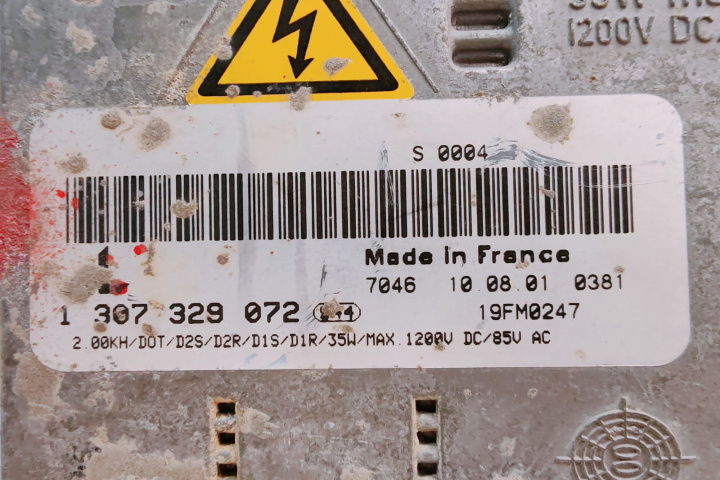 1200V DC
S 0004
Made in France
7046 10.08.01 0381
1 307 329 072
19FM0247
2.00KH/DOT/D2S/D2R/D1S/D1R/35W/MAX.1200V DC/85V AC